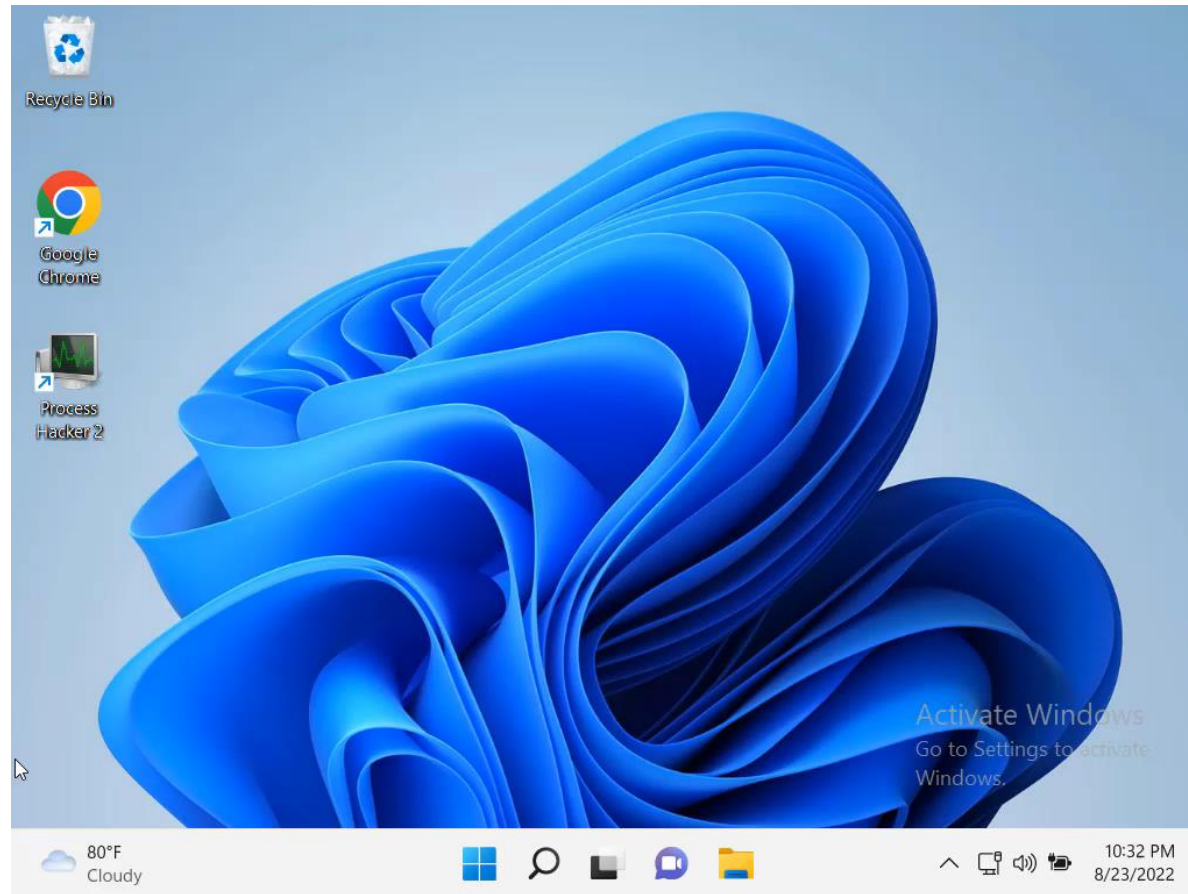 Recycle Bin
Google
Chrome
Process
Hacker 2
Activate Windows
Go to Settings to activate
Windows.
80°F
Cloudy
10:32 PM
8/23/2022